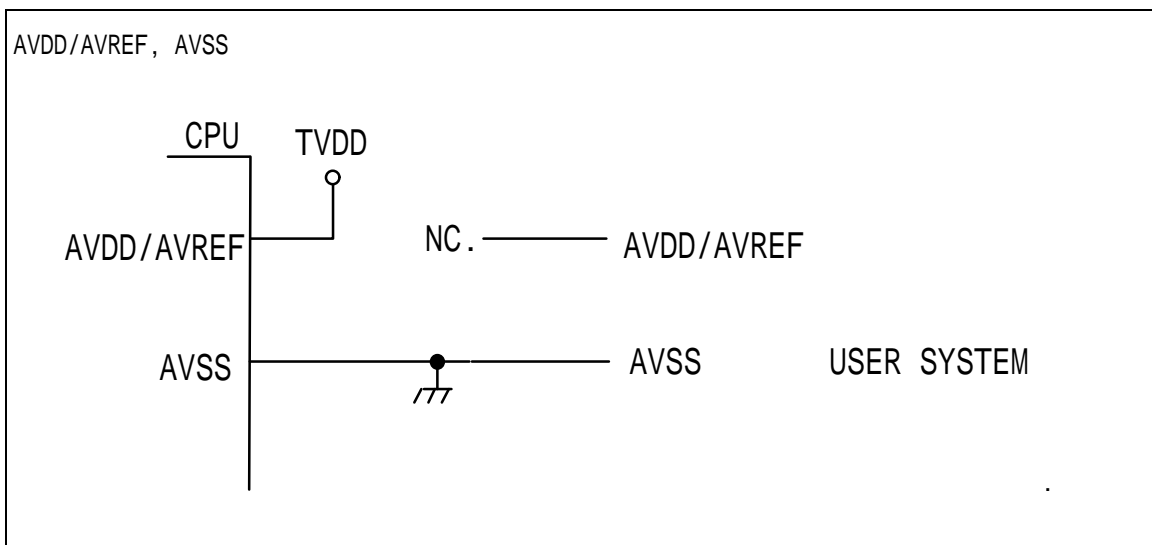 AVDD/AVREF, AVSS
CPU
TVDD
AVDD/AVREF
NC.
AVDD/AVREF
AVSS
AVSS
USER SYSTEM
.